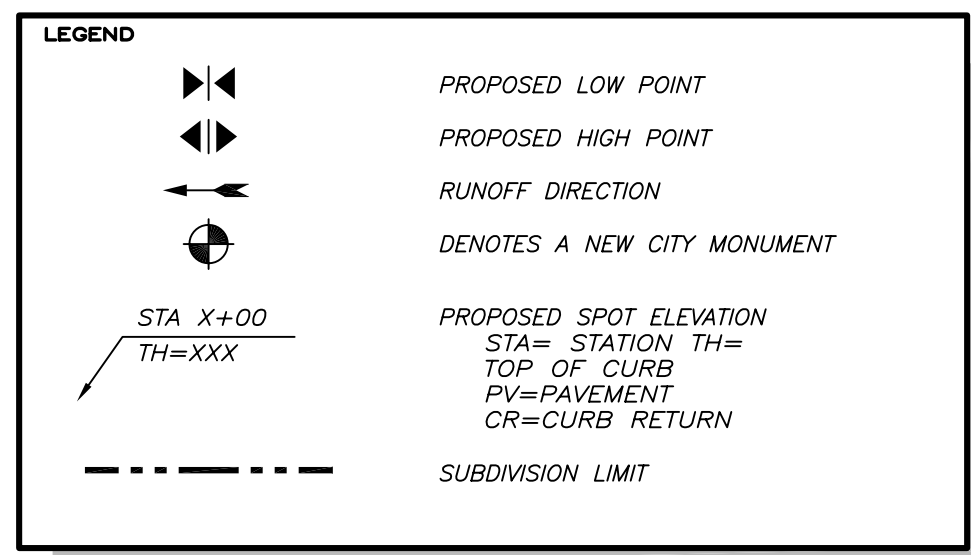 LEGEND
PROPOSED LOW POINT
PROPOSED HIGH POINT
RUNOFF DIRECTION
DENOTES A NEW CITY MONUMENT
STA X+00
TH=XXX
PROPOSED SPOT ELEVATION
STA= STATION TH=
TOP OF CURB
PV=PAVEMENT
CR=CURB RETURN
SUBDIVISION LIMIT